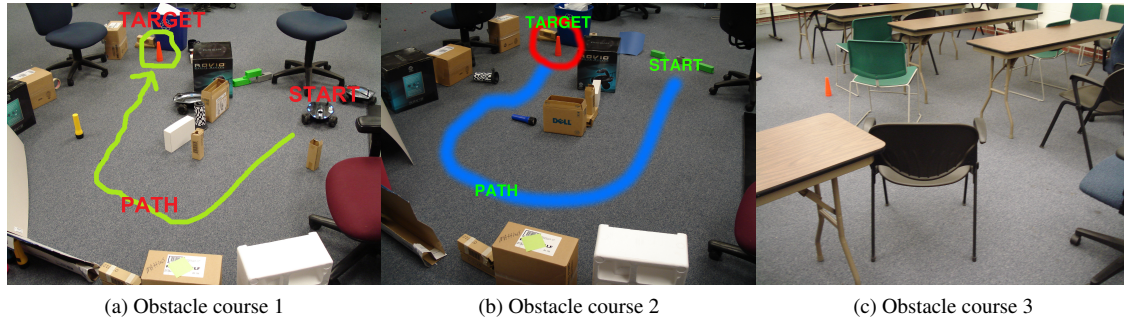 TARGET
START
PATH
TARGET
START
DELL
PATH
(a) Obstacle course 1
(b) Obstacle course 2
(c) Obstacle course 3